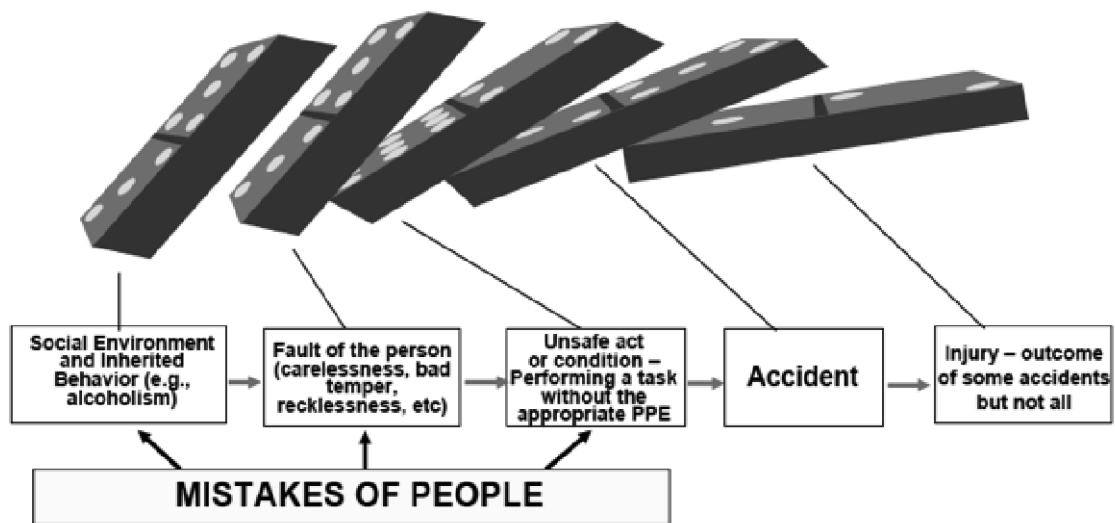 Social Environment
and Inherited
Behavior (e.g.,
alcoholism)
Fault of the person
(carelessness, bad
temper,
recklessness, etc)
Unsafe act
or condition –
Performing a task
without the
appropriate PPE
Accident
Injury – outcome
of some accidents
but not all
MISTAKES OF PEOPLE